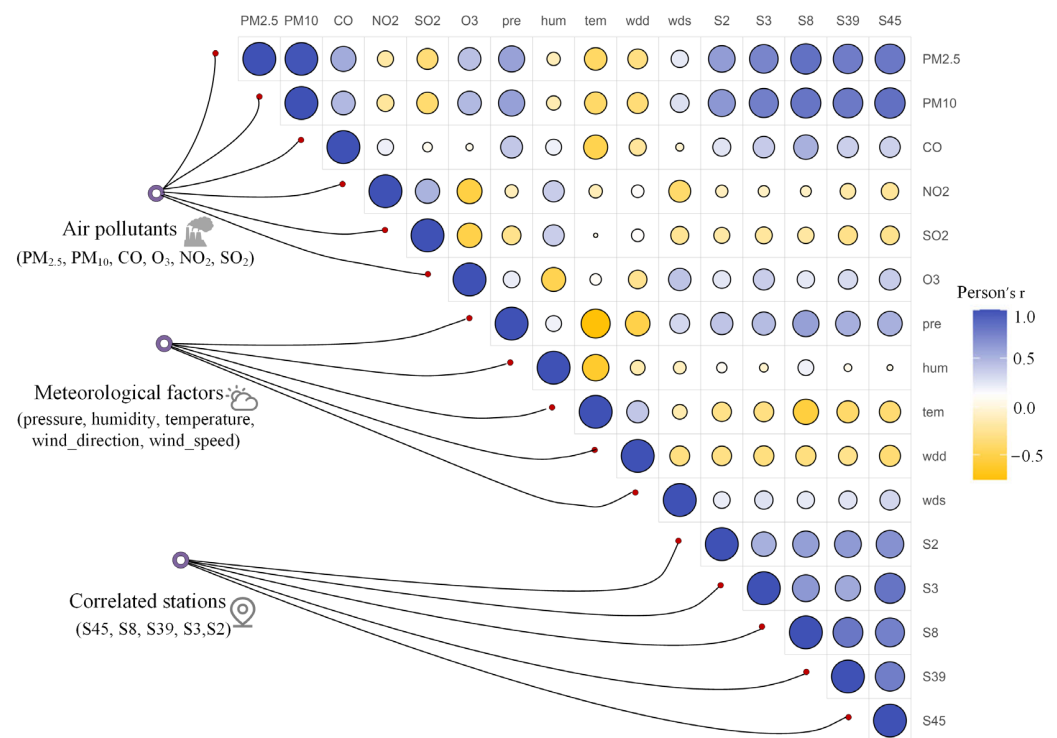 PM2.5 PM10 CO NO2 SO2 O3 pre hum tem wdd wds S2 S3 S8 S39 S45
PM2.5
PM10
CO
NO2
SO2
O3
pre
hum
tem
wdd
wds
S2
S3
S8
S39
S45
Air pollutants
(PM₂.₅, PM₁₀, CO, O₃, NO₂, SO₂)
Meteorological factors
(pressure, humidity, temperature,
wind_direction, wind_speed)
Correlated stations
(S45, S8, S39, S3,S2)
Person's r
1.0
0.5
0.0
−0.5